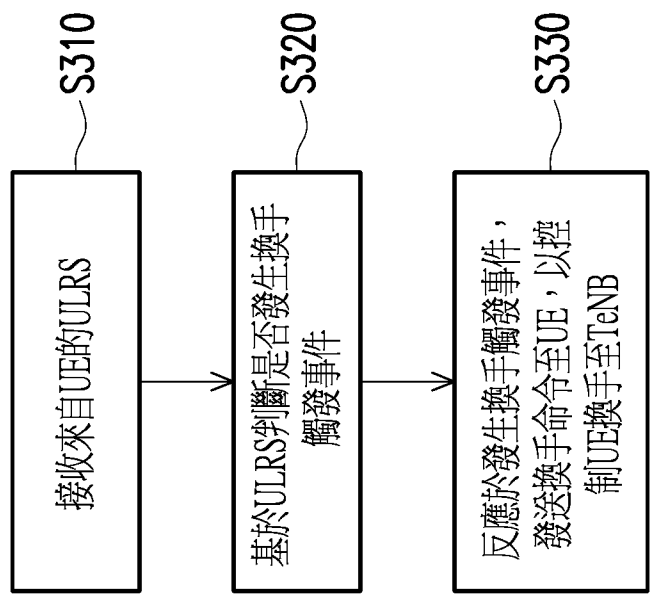 接收來自UE的ULRS
S310
基於ULRS判斷是否發生換手
觸發事件
S320
反應於發生換手觸發事件，
發送換手命令至UE，以控
制UE換手至TeNB
S330